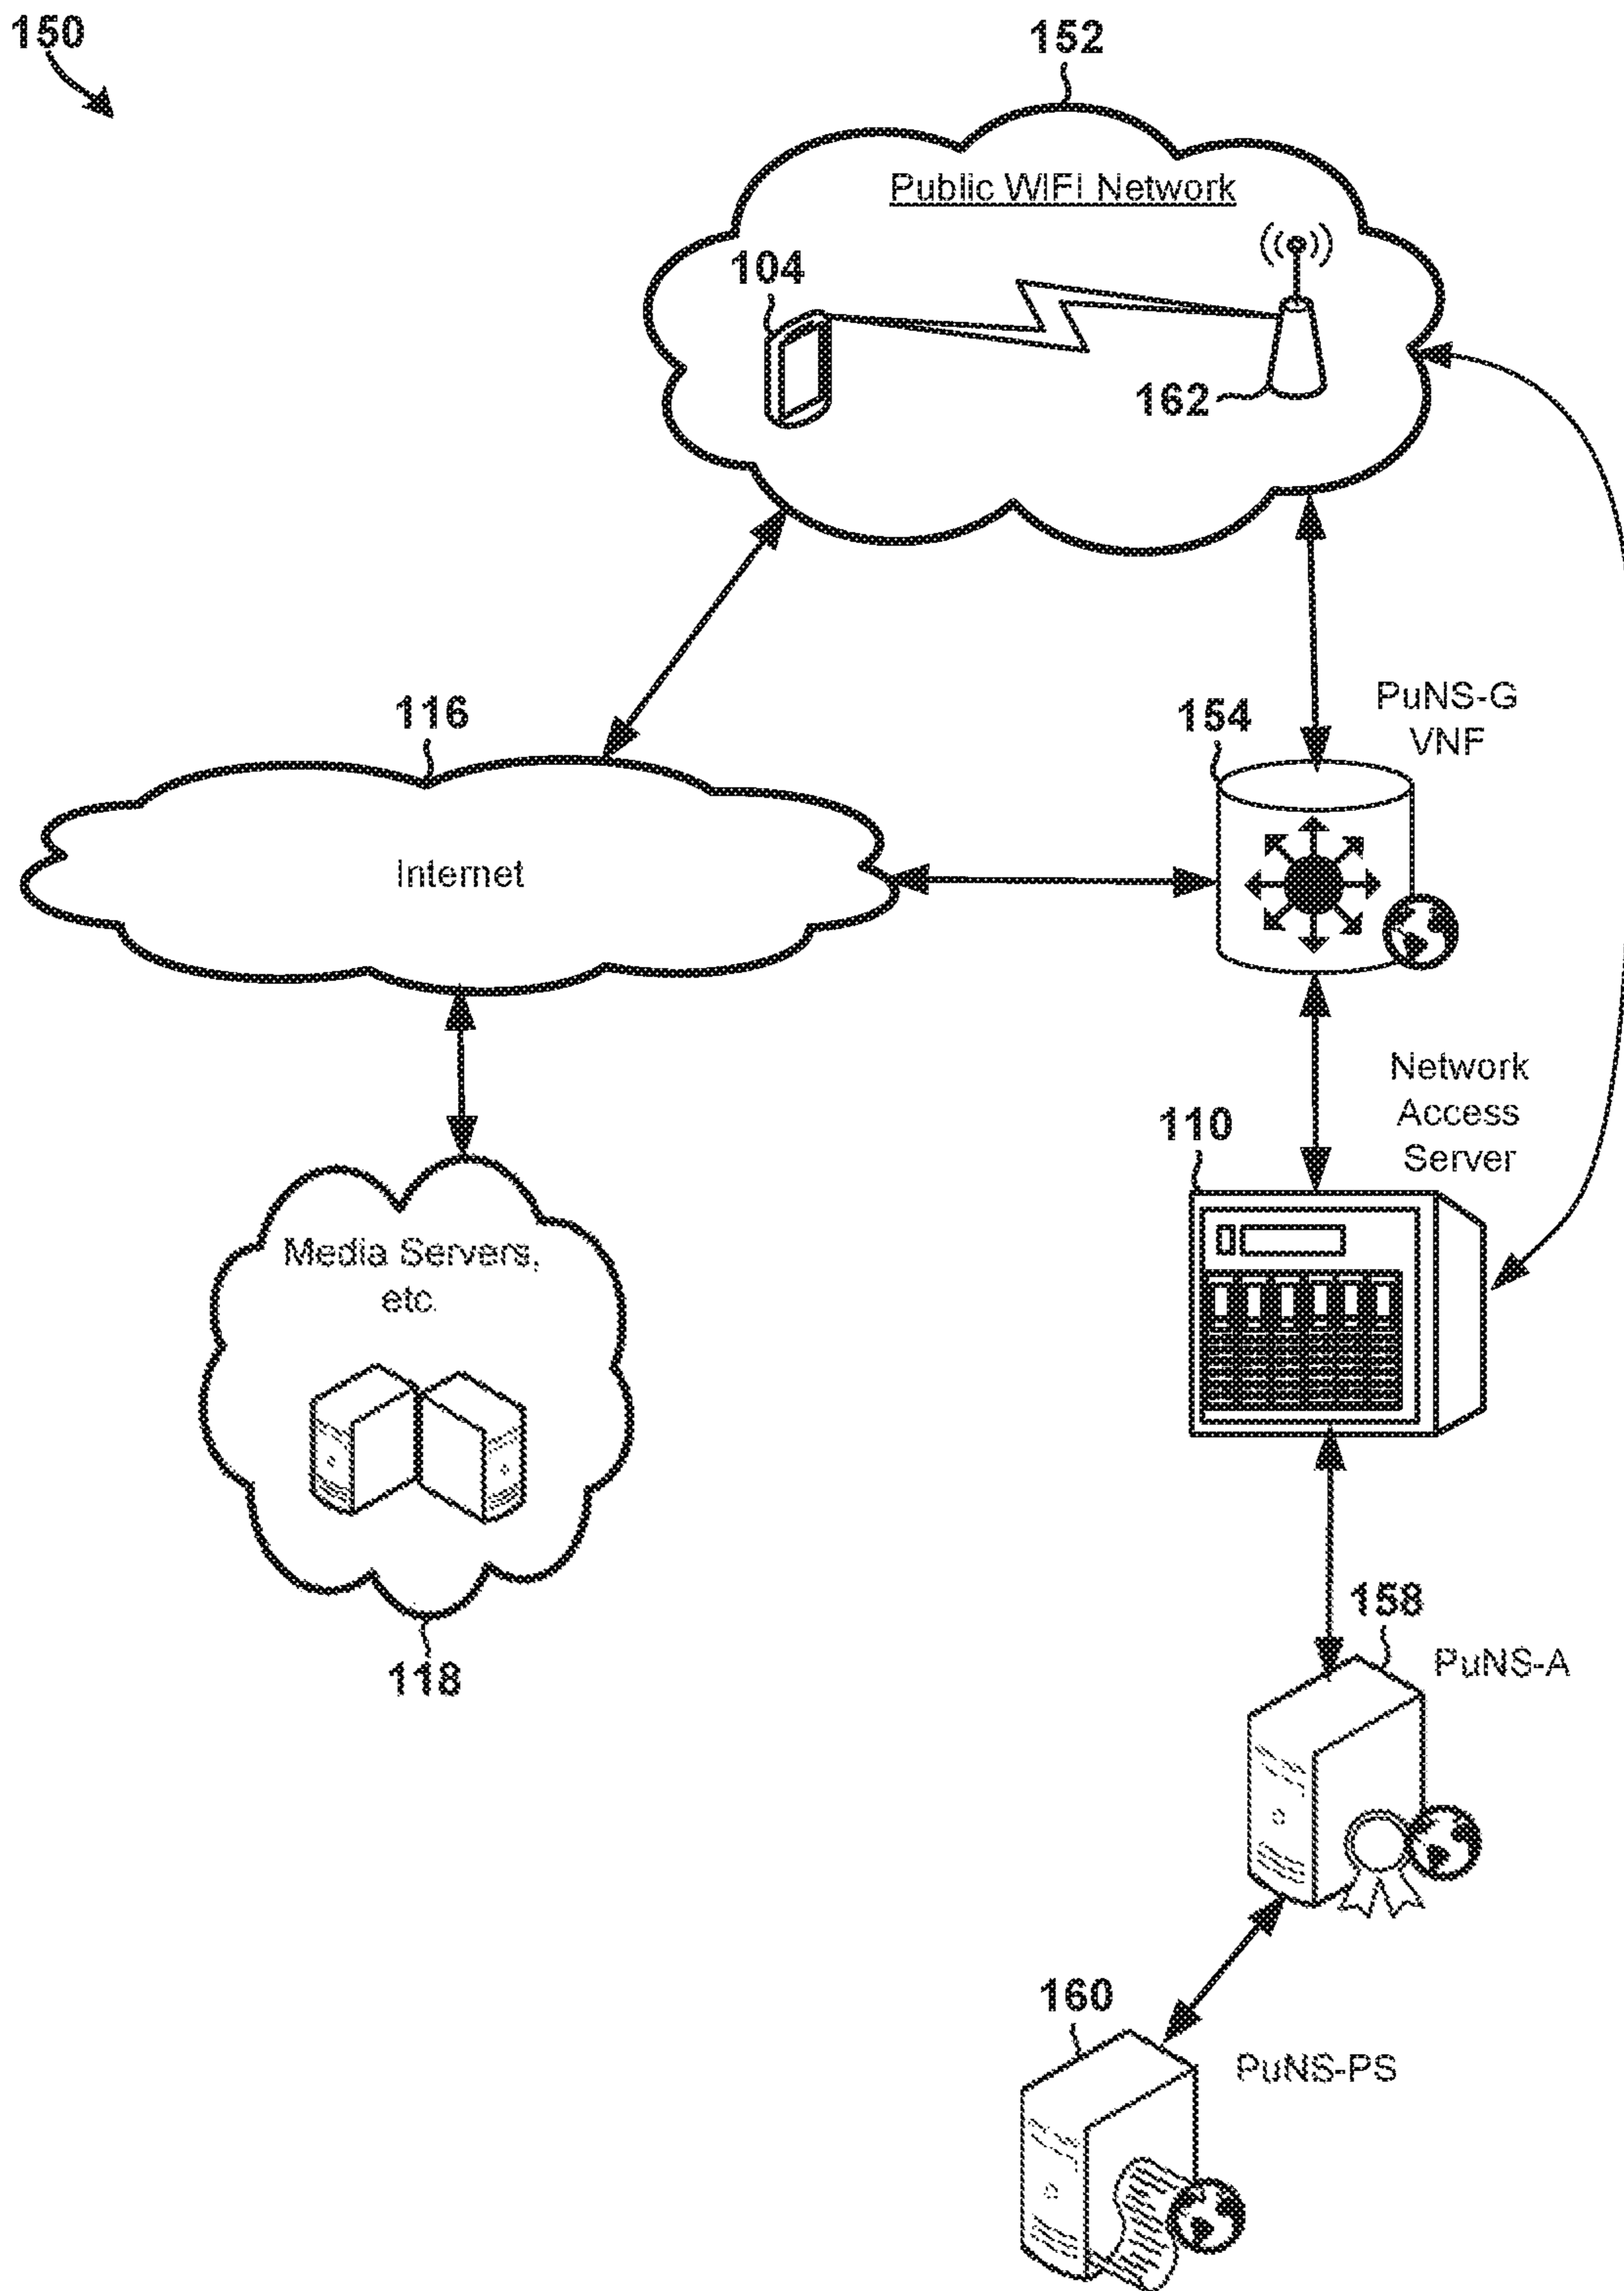 150
152
Public WIFI Network
104
162
116
154
PuNS-G
VNF
Internet
Network
Access
Server
110
Media Servers,
etc.
118
158
PuNS-A
160
PuNS-PS